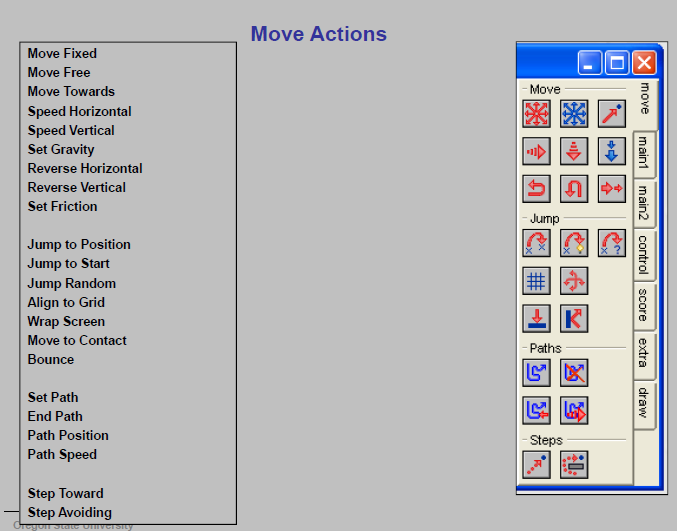 Move Actions
Move Fixed
Move Free
Move Towards
Speed Horizontal
Speed Vertical
Set Gravity
Reverse Horizontal
Reverse Vertical
Set Friction
Jump to Position
Jump to Start
Jump Random
Align to Grid
Wrap Screen
Move to Contact
Bounce
Set Path
End Path
Path Position
Path Speed
Step Toward
Step Avoiding
Oregon State University
Move
Jump
Paths
Steps
move
main1
main2
control
score
extra
draw